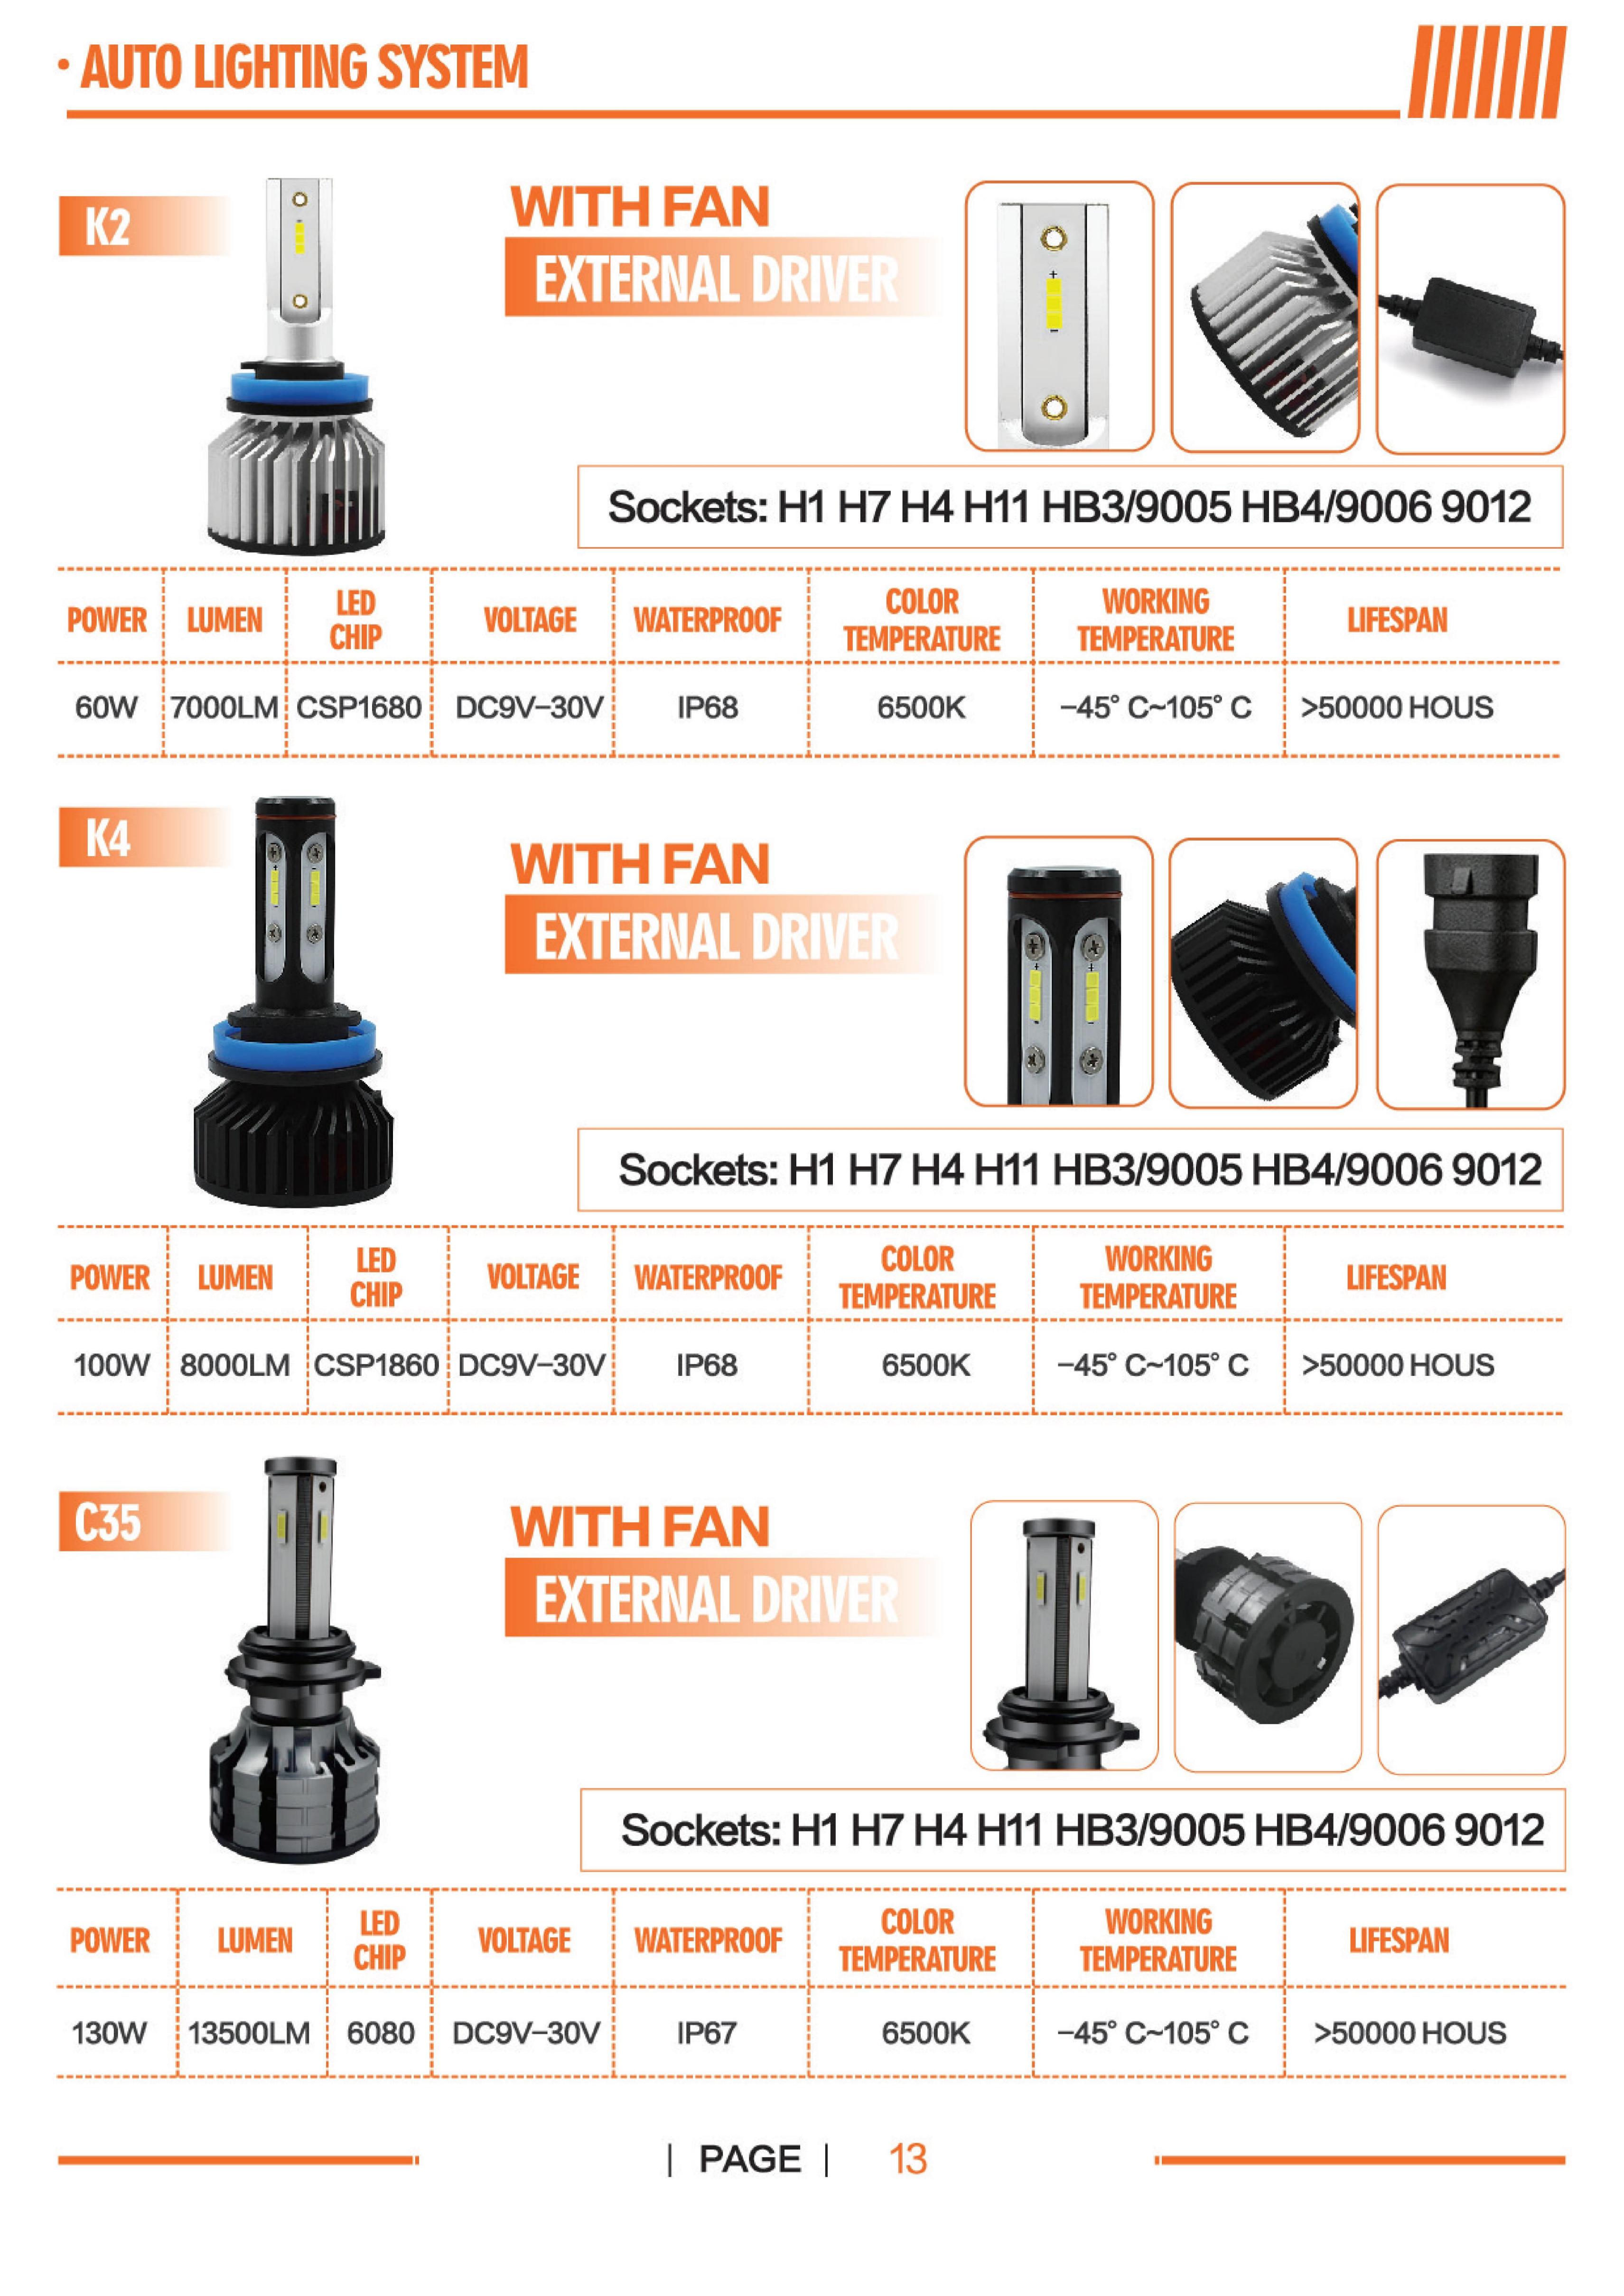 · AUTO LIGHTING SYSTEM
K2
WITH FAN
EXTERNAL DRIVER
Sockets: H1 H7 H4 H11 HB3/9005 HB4/9006 9012
POWER LUMEN LED CHIP VOLTAGE WATERPROOF COLOR TEMPERATURE WORKING TEMPERATURE LIFESPAN
60W 7000LM CSP1680 DC9V-30V IP68 6500K -45° C~105° C >50000 HOUS
K4
WITH FAN
EXTERNAL DRIVER
Sockets: H1 H7 H4 H11 HB3/9005 HB4/9006 9012
POWER LUMEN LED CHIP VOLTAGE WATERPROOF COLOR TEMPERATURE WORKING TEMPERATURE LIFESPAN
100W 8000LM CSP1860 DC9V-30V IP68 6500K -45° C~105° C >50000 HOUS
C35
WITH FAN
EXTERNAL DRIVER
Sockets: H1 H7 H4 H11 HB3/9005 HB4/9006 9012
POWER LUMEN LED CHIP VOLTAGE WATERPROOF COLOR TEMPERATURE WORKING TEMPERATURE LIFESPAN
130W 13500LM 6080 DC9V-30V IP67 6500K -45° C~105° C >50000 HOUS
| PAGE | 13